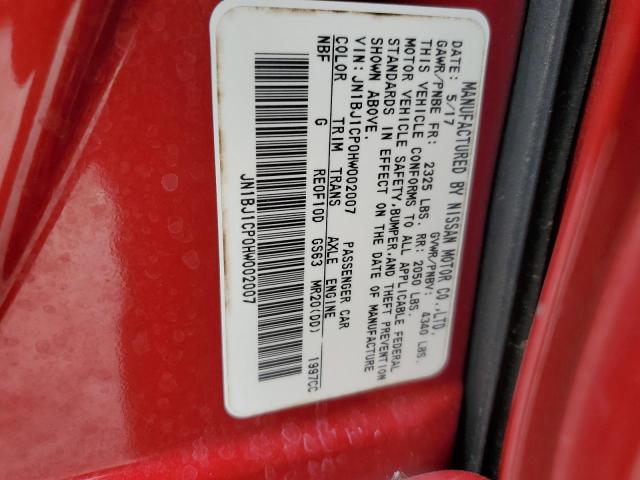 MANUFACTURED BY NISSAN MOTOR CO.,LTD.
DATE: 5/17 GVWR/PNBV: 4340 LBS.
GAWR/PNBE FR: 2325 LBS. RR: 2050 LBS.
THIS VEHICLE CONFORMS TO ALL APPLICABLE FEDERAL
MOTOR VEHICLE SAFETY,BUMPER,AND THEFT PREVENTION
STANDARDS IN EFFECT ON THE DATE OF MANUFACTURE
SHOWN ABOVE.
VIN:JN1BJ1CP0HW002007 PASSENGER CAR
COLOR TRIM TRANS AXLE ENGINE
NBF G RE0F10D GS63 MR20(DD) 1997CC
JN1BJ1CP0HW002007